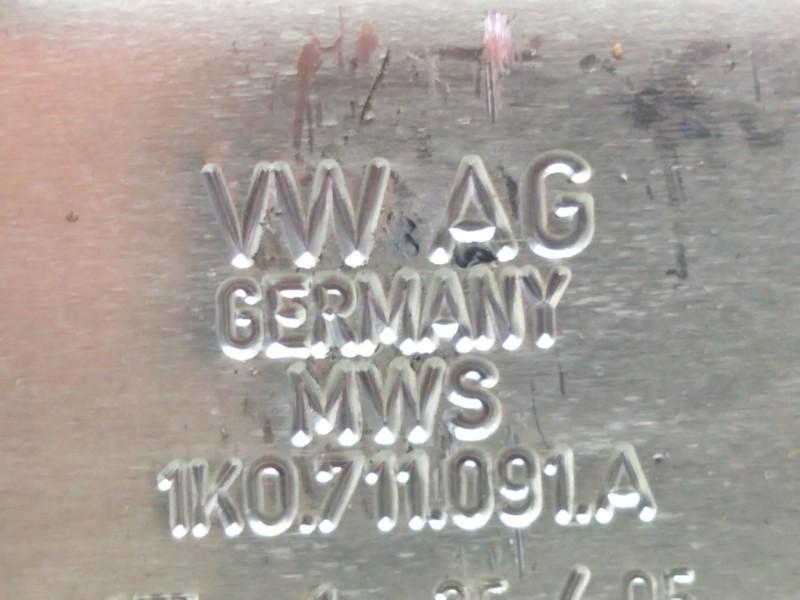 VW AG
GERMANY
MWS
1K0.711.091.A